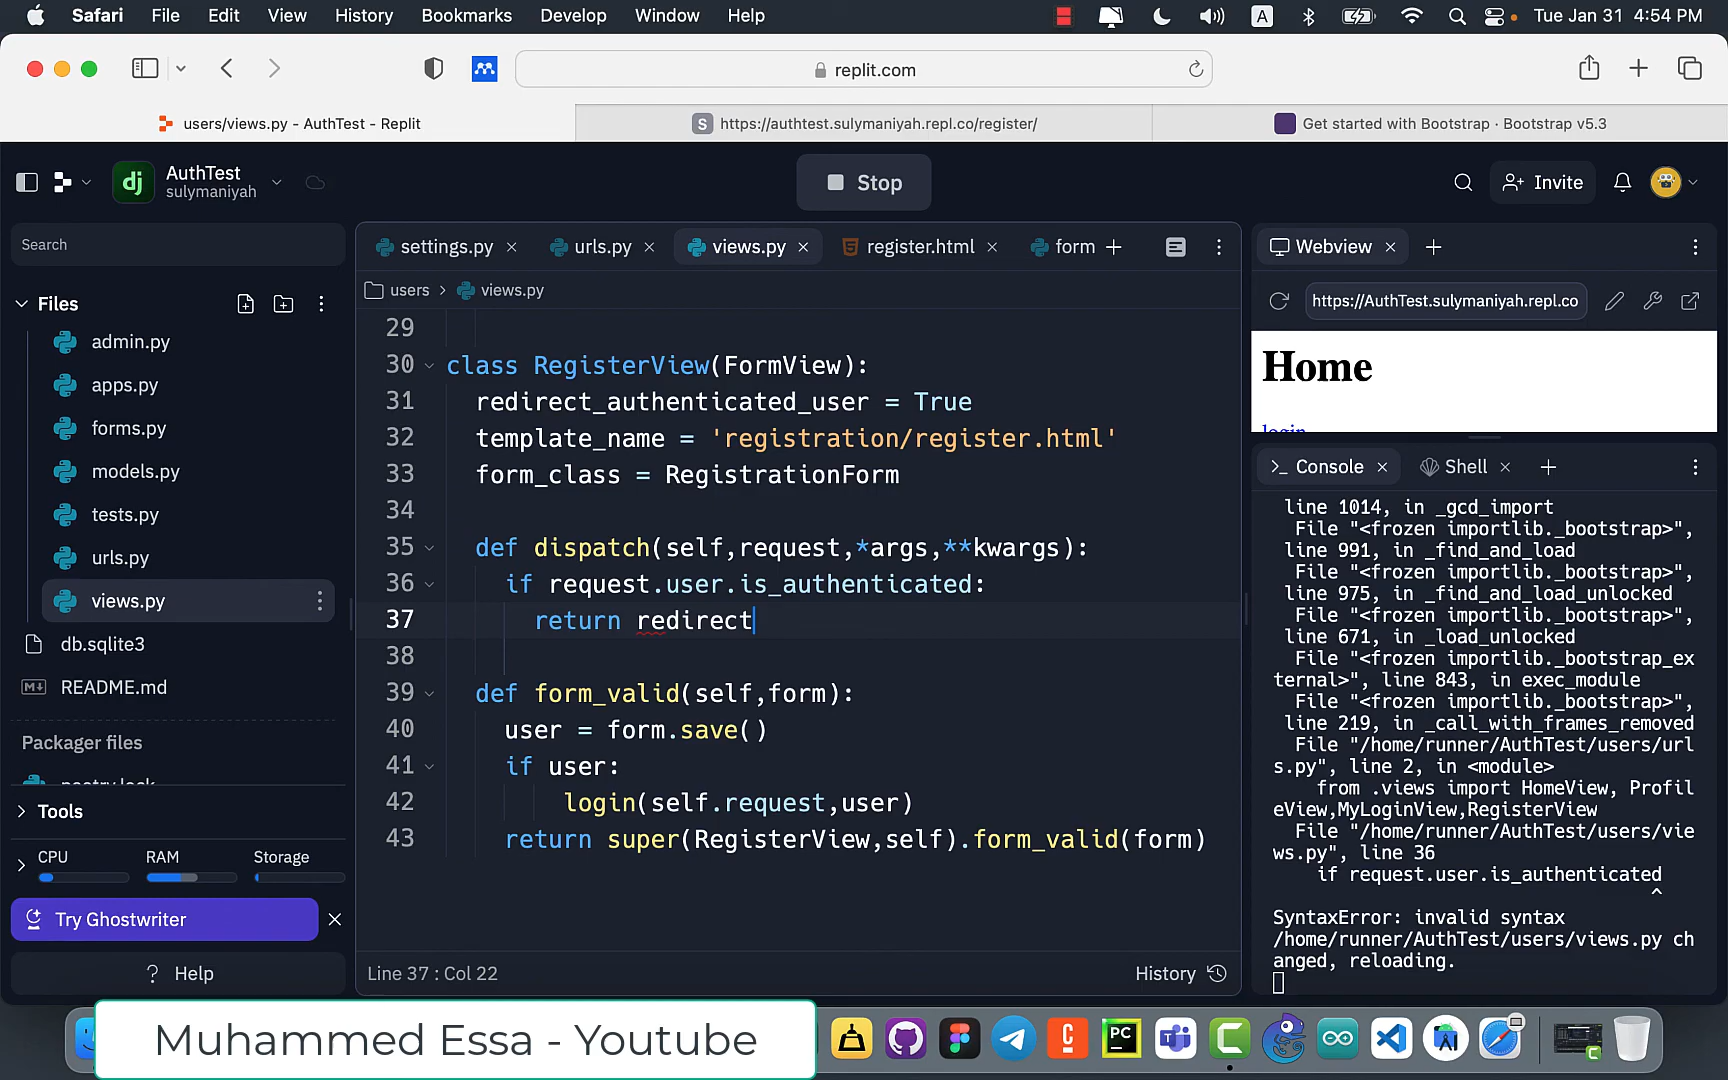 Safari File Edit View History Bookmarks Develop Window Help A Tue Jan 31 4:54 PM
replit.com
users/views.py - AuthTest - Replit
S https://authtest.sulymaniyah.repl.co/register/
Get started with Bootstrap · Bootstrap v5.3
dj AuthTest
sulymaniyah
Stop
Invite
Search
Files
admin.py
apps.py
forms.py
models.py
tests.py
urls.py
views.py
db.sqlite3
README.md
Packager files
poetry.lock
Tools
CPU RAM Storage
Try Ghostwriter
? Help
settings.py urls.py views.py register.html form
users > views.py
29
30 class RegisterView(FormView):
31 redirect_authenticated_user = True
32 template_name = 'registration/register.html'
33 form_class = RegistrationForm
34
35 def dispatch(self,request,*args,**kwargs):
36 if request.user.is_authenticated:
37 return redirect
38
39 def form_valid(self,form):
40 user = form.save()
41 if user:
42 login(self.request,user)
43 return super(RegisterView,self).form_valid(form)
Line 37 : Col 22
History
Webview
https://AuthTest.sulymaniyah.repl.co
Home
login
>_ Console Shell
line 1014, in _gcd_import
File "<frozen importlib._bootstrap>",
line 991, in _find_and_load
File "<frozen importlib._bootstrap>",
line 975, in _find_and_load_unlocked
File "<frozen importlib._bootstrap>",
line 671, in _load_unlocked
File "<frozen importlib._bootstrap_ex
ternal>", line 843, in exec_module
File "<frozen importlib._bootstrap>",
line 219, in _call_with_frames_removed
File "/home/runner/AuthTest/users/url
s.py", line 2, in <module>
from .views import HomeView, Profil
eView,MyLoginView,RegisterView
File "/home/runner/AuthTest/users/vie
ws.py", line 36
if request.user.is_authenticated
^
SyntaxError: invalid syntax
/home/runner/AuthTest/users/views.py ch
anged, reloading.
Muhammed Essa - Youtube
PC